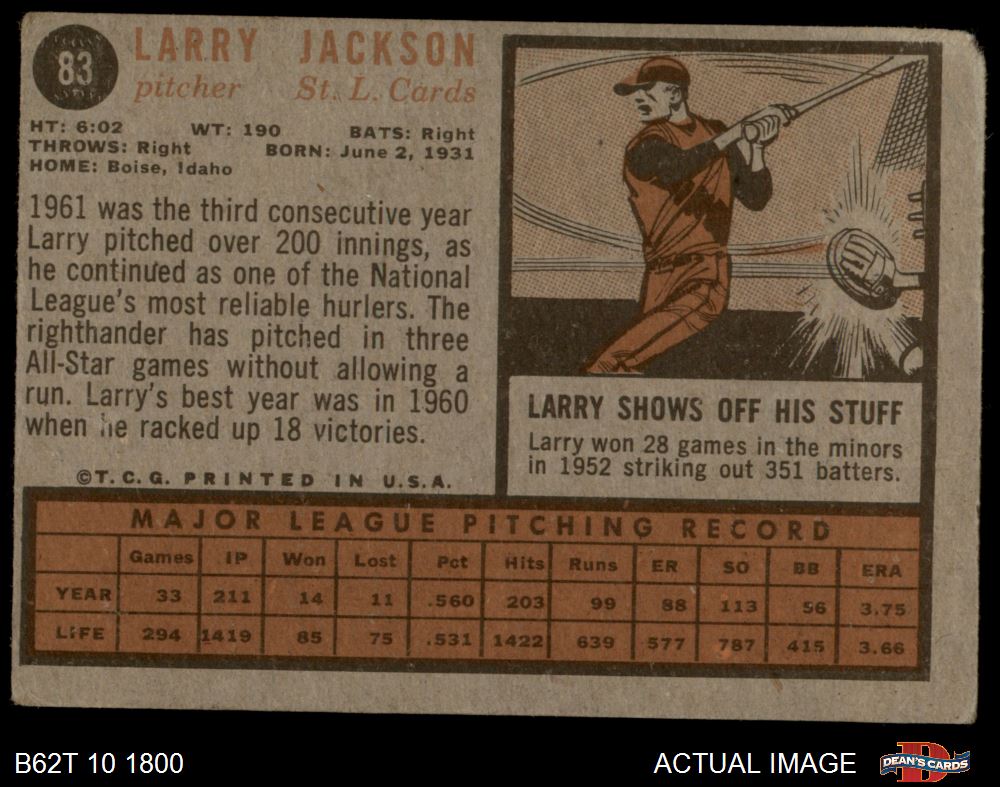 83
LARRY JACKSON
pitcher St. L. Cards
HT: 6:02 WT: 190 BATS: Right
THROWS: Right BORN: June 2, 1931
HOME: Boise, Idaho
1961 was the third consecutive year
Larry pitched over 200 innings, as
he continued as one of the National
League's most reliable hurlers. The
righthander has pitched in three
All-Star games without allowing a
run. Larry's best year was in 1960
when he racked up 18 victories.
©T. C. G. PRINTED IN U.S.A.
LARRY SHOWS OFF HIS STUFF
Larry won 28 games in the minors
in 1952 striking out 351 batters.
MAJOR LEAGUE PITCHING RECORD
Games IP Won Lost Pct Hits Runs ER SO BB ERA
YEAR 33 211 14 11 .560 203 99 88 113 56 3.75
LIFE 294 1419 85 75 .531 1422 639 577 787 415 3.66
B62T 10 1800 ACTUAL IMAGE DEAN'S CARDS